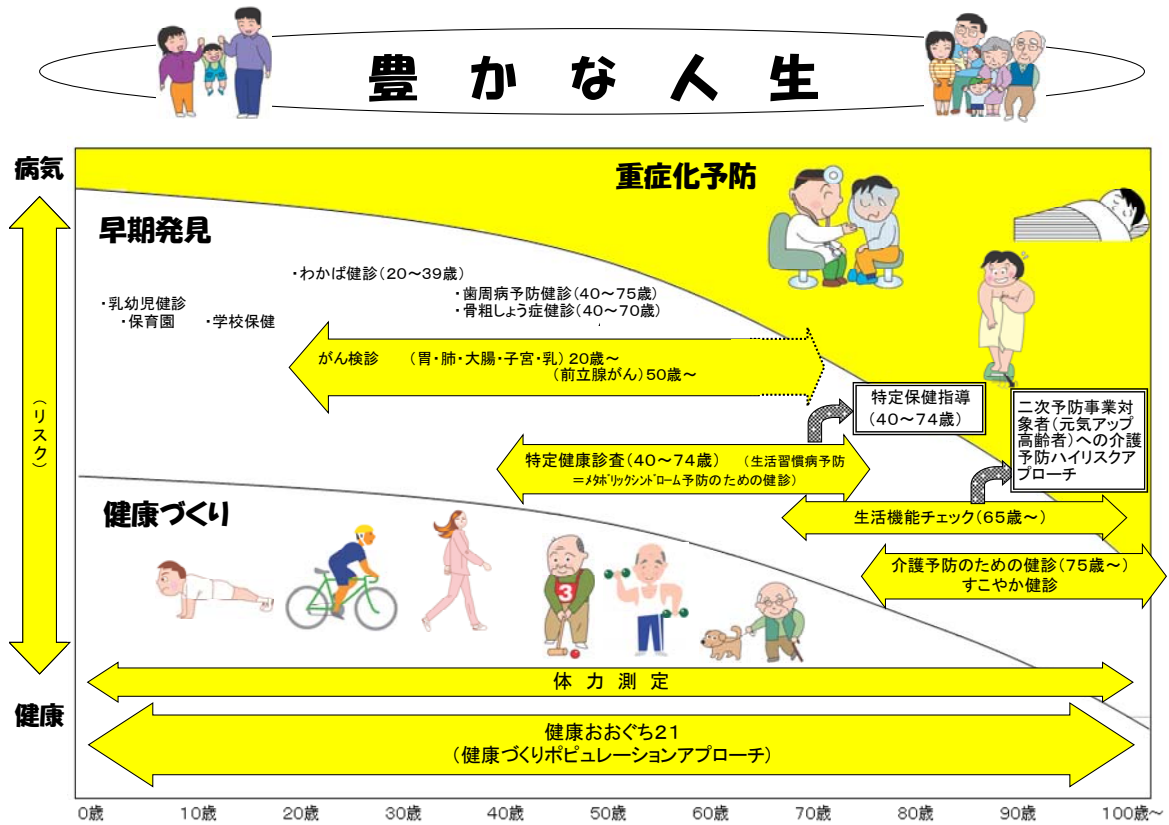 豊かな人生
病気
重症化予防
早期発見
・わかば健診（20～39歳）
・歯周病予防健診（40～75歳）
・骨粗しょう症健診（40～70歳）
・乳幼児健診
・保育園　・学校保健
がん検診　（胃・肺・大腸・子宮・乳）20歳～
（前立腺がん）50歳～
特定保健指導
（40～74歳）
二次予防事業対
象者（元気アップ
高齢者）への介護
予防ハイリスクア
プローチ
（リスク）
特定健康診査（40～74歳）　（生活習慣病予防
＝ﾒﾀﾎﾞﾘｯｸｼﾝﾄﾞﾛｰﾑ予防のための健診）
健康づくり
生活機能チェック（65歳～）
介護予防のための健診（75歳～）
すこやか健診
3
体力測定
健康
健康おおぐち21
（健康づくりポピュレーションアプローチ）
0歳　10歳　20歳　30歳　40歳　50歳　60歳　70歳　80歳　90歳　100歳～